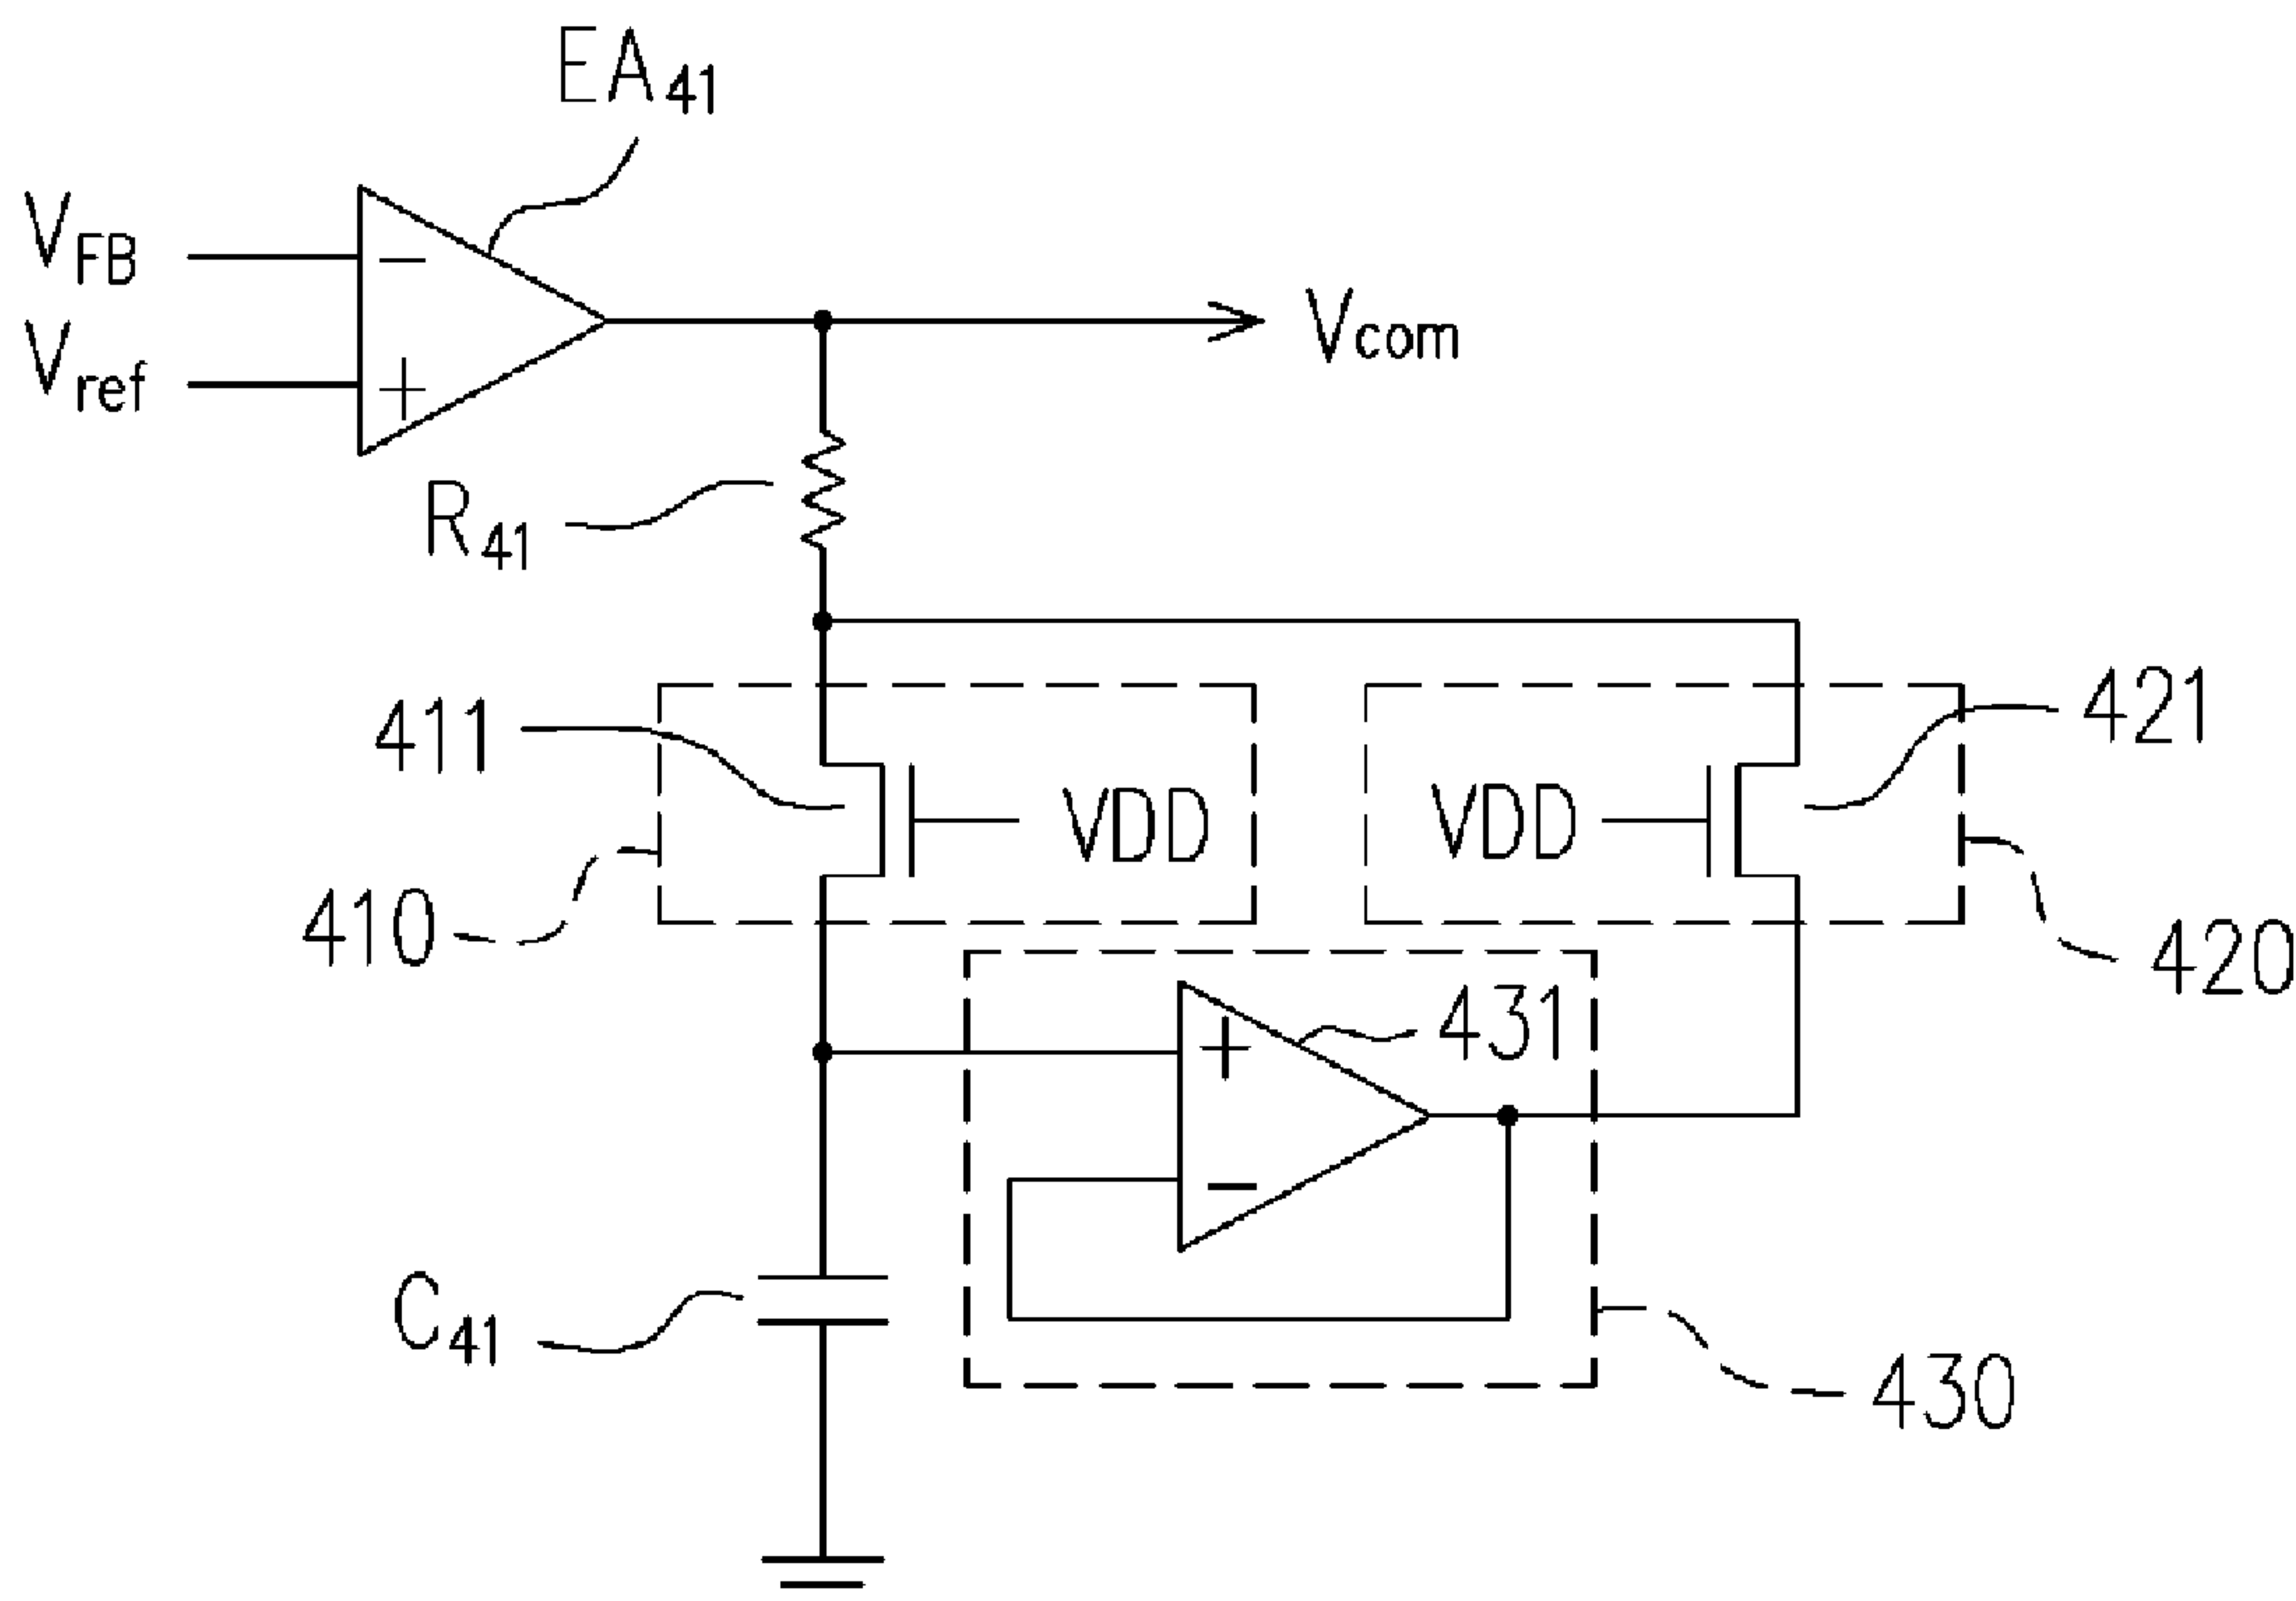 EA41
VFB
Vref
−
+
Vcom
R41
411
VDD
VDD
421
410
420
+
431
−
C41
430